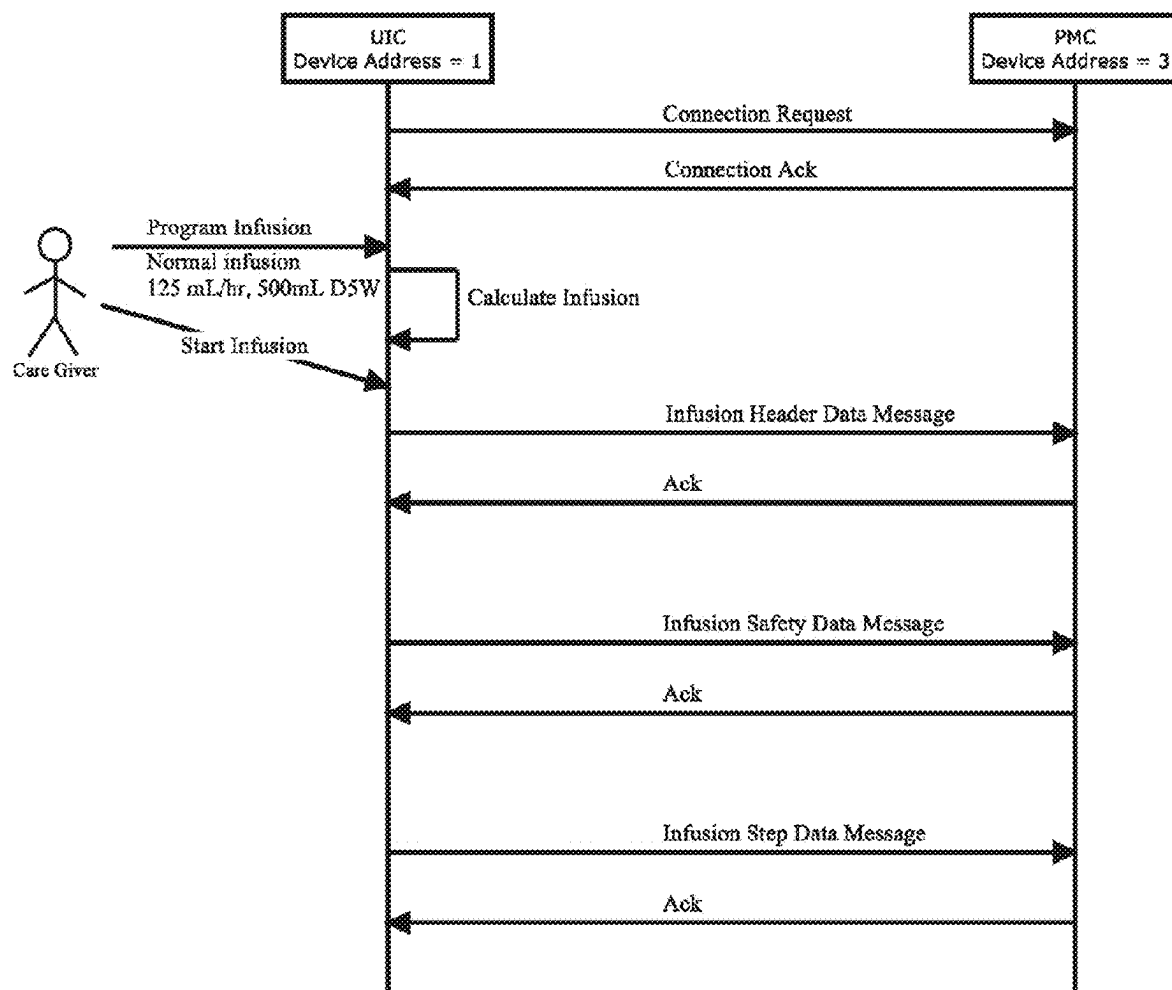 UIC
Device Address = 1
PMC
Device Address = 3
Connection Request
Connection Ack
Program Infusion
Normal infusion
125 mL/hr, 500mL D5W
Calculate Infusion
Start Infusion
Care Giver
Infusion Header Data Message
Ack
Infusion Safety Data Message
Ack
Infusion Step Data Message
Ack